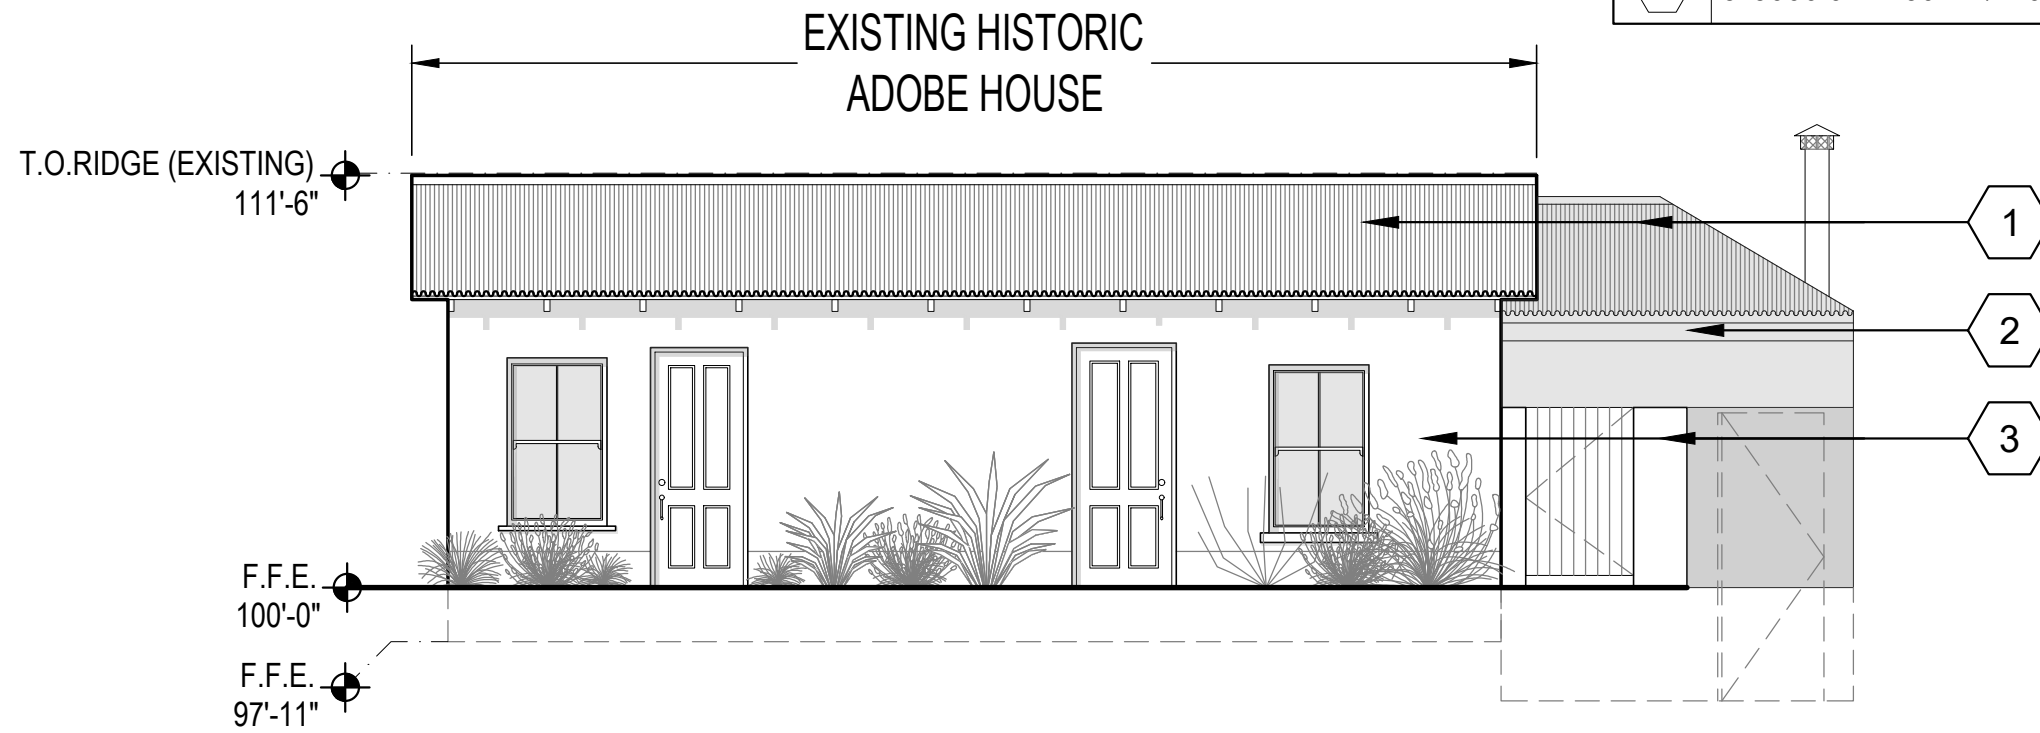 EXISTING HISTORIC
ADOBE HOUSE
T.O.RIDGE (EXISTING)
111'-6"
1
2
3
F.F.E.
100'-0"
F.F.E.
97'-11"